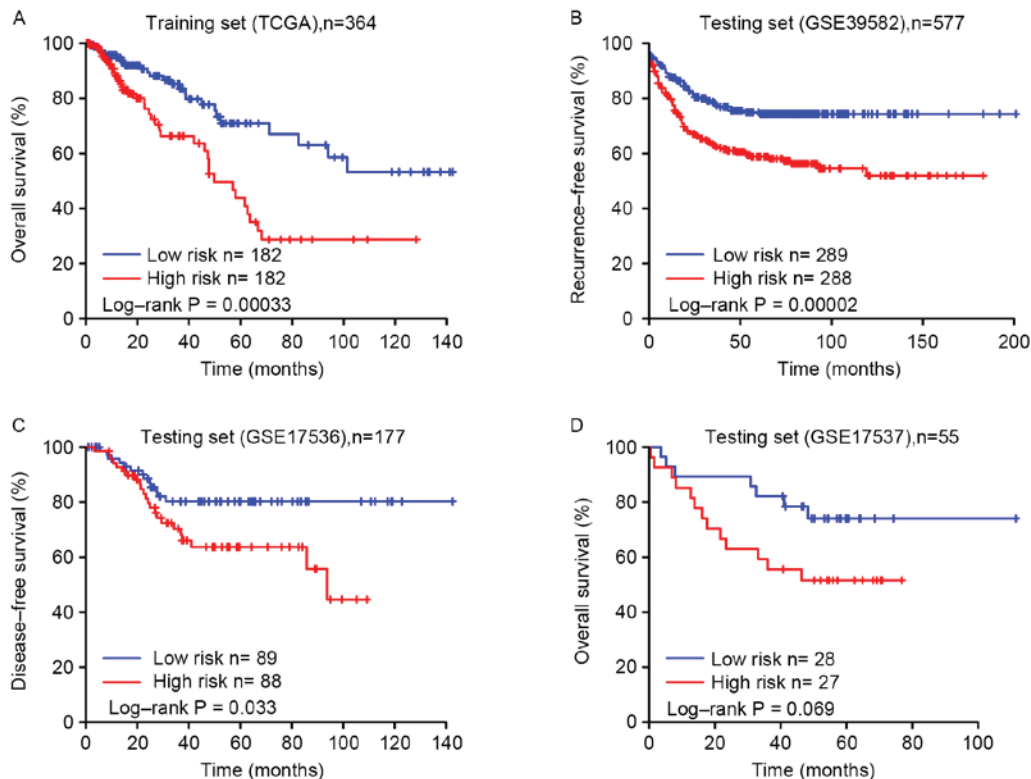 A
Training set (TCGA),n=364
Overall survival (%)
100
80
60
40
20
0
Low risk n= 182
High risk n= 182
Log–rank P = 0.00033
0 20 40 60 80 100 120 140
Time (months)
B
Testing set (GSE39582),n=577
Recurrence–free survival (%)
100
80
60
40
20
0
Low risk n= 289
High risk n= 288
Log–rank P = 0.00002
0 50 100 150 200
Time (months)
C
Testing set (GSE17536),n=177
Disease–free survival (%)
100
80
60
40
20
0
Low risk n= 89
High risk n= 88
Log–rank P = 0.033
0 20 40 60 80 100 120 140
Time (months)
D
Testing set (GSE17537),n=55
Overall survival (%)
100
80
60
40
20
0
Low risk n= 28
High risk n= 27
Log–rank P = 0.069
0 20 40 60 80 100
Time (months)